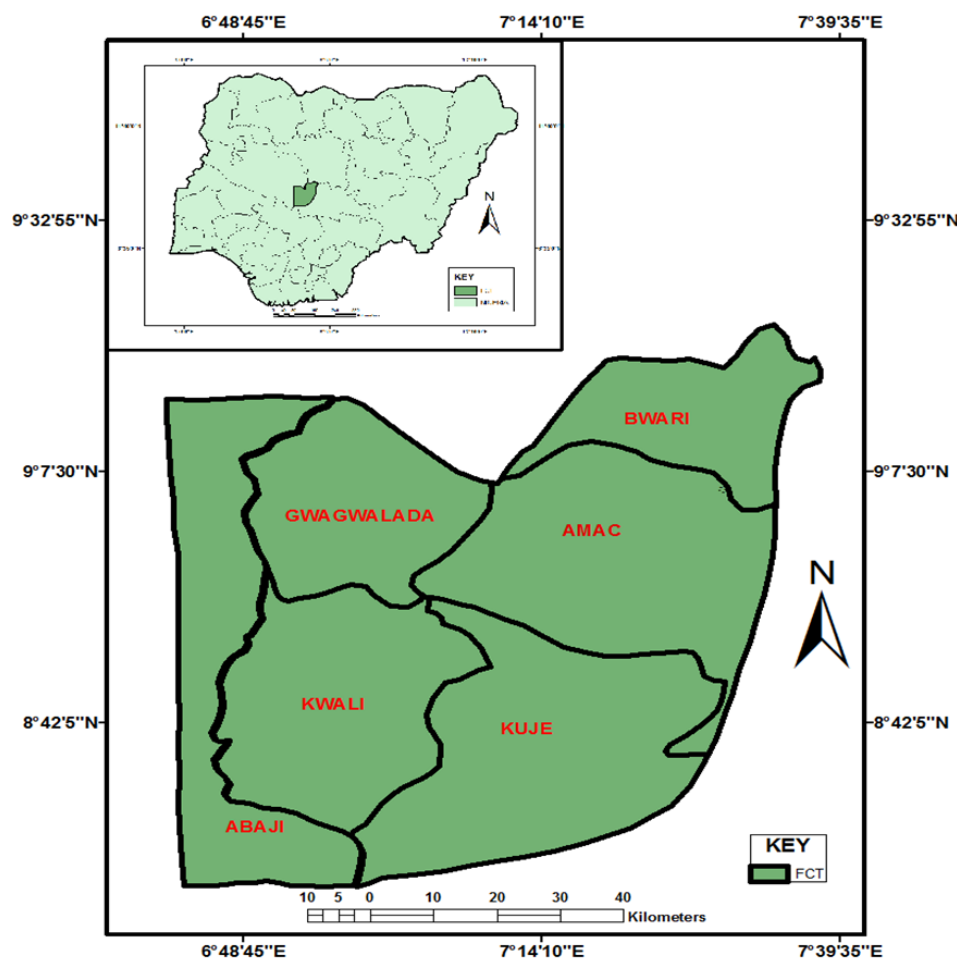 6°48'45"E 7°14'10"E 7°39'35"E
N
KEY
9°32'55"N 9°32'55"N
BWARI
9°7'30"N 9°7'30"N
GWAGWALADA
AMAC
N
KWALI
8°42'5"N 8°42'5"N
KUJE
ABAJI
KEY
FCT
10 5 0 10 20 30 40
Kilometers
6°48'45"E 7°14'10"E 7°39'35"E